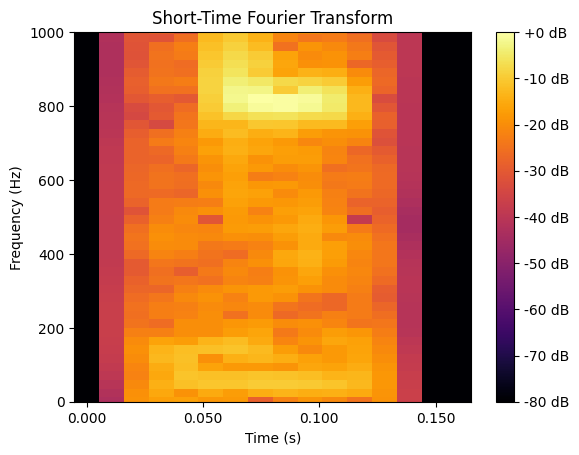 Short-Time Fourier Transform
1000
800
600
400
200
0
Frequency (Hz)
0.000
0.050
0.100
0.150
Time (s)
+0 dB
-10 dB
-20 dB
-30 dB
-40 dB
-50 dB
-60 dB
-70 dB
-80 dB